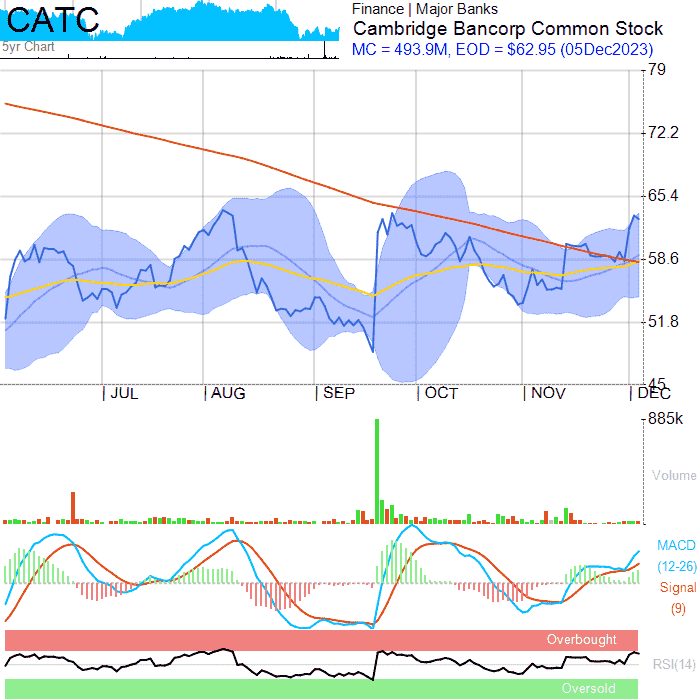 CATC
5yr Chart
Finance | Major Banks
Cambridge Bancorp Common Stock
MC = 493.9M, EOD = $62.95 (05Dec2023)
79
72.2
65.4
58.6
51.8
45
JUL
AUG
SEP
OCT
NOV
DEC
885k
Volume
MACD
(12-26)
Signal
(9)
Overbought
RSI(14)
Oversold